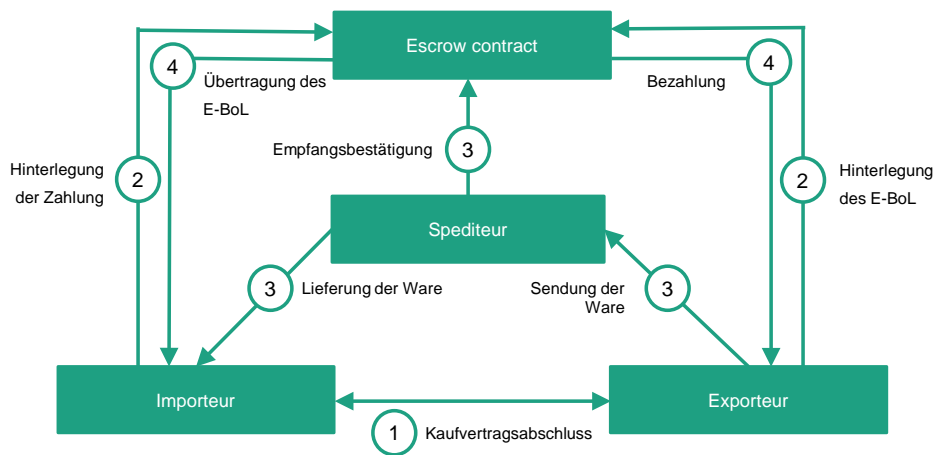 Escrow contract
4
Übertragung des
E-BoL
4
Bezahlung
Empfangsbestätigung
3
Hinterlegung
der Zahlung
2
2
Hinterlegung
des E-BoL
Spediteur
3
Lieferung der Ware
Sendung der
Ware
3
Importeur
Exporteur
1
Kaufvertragsabschluss